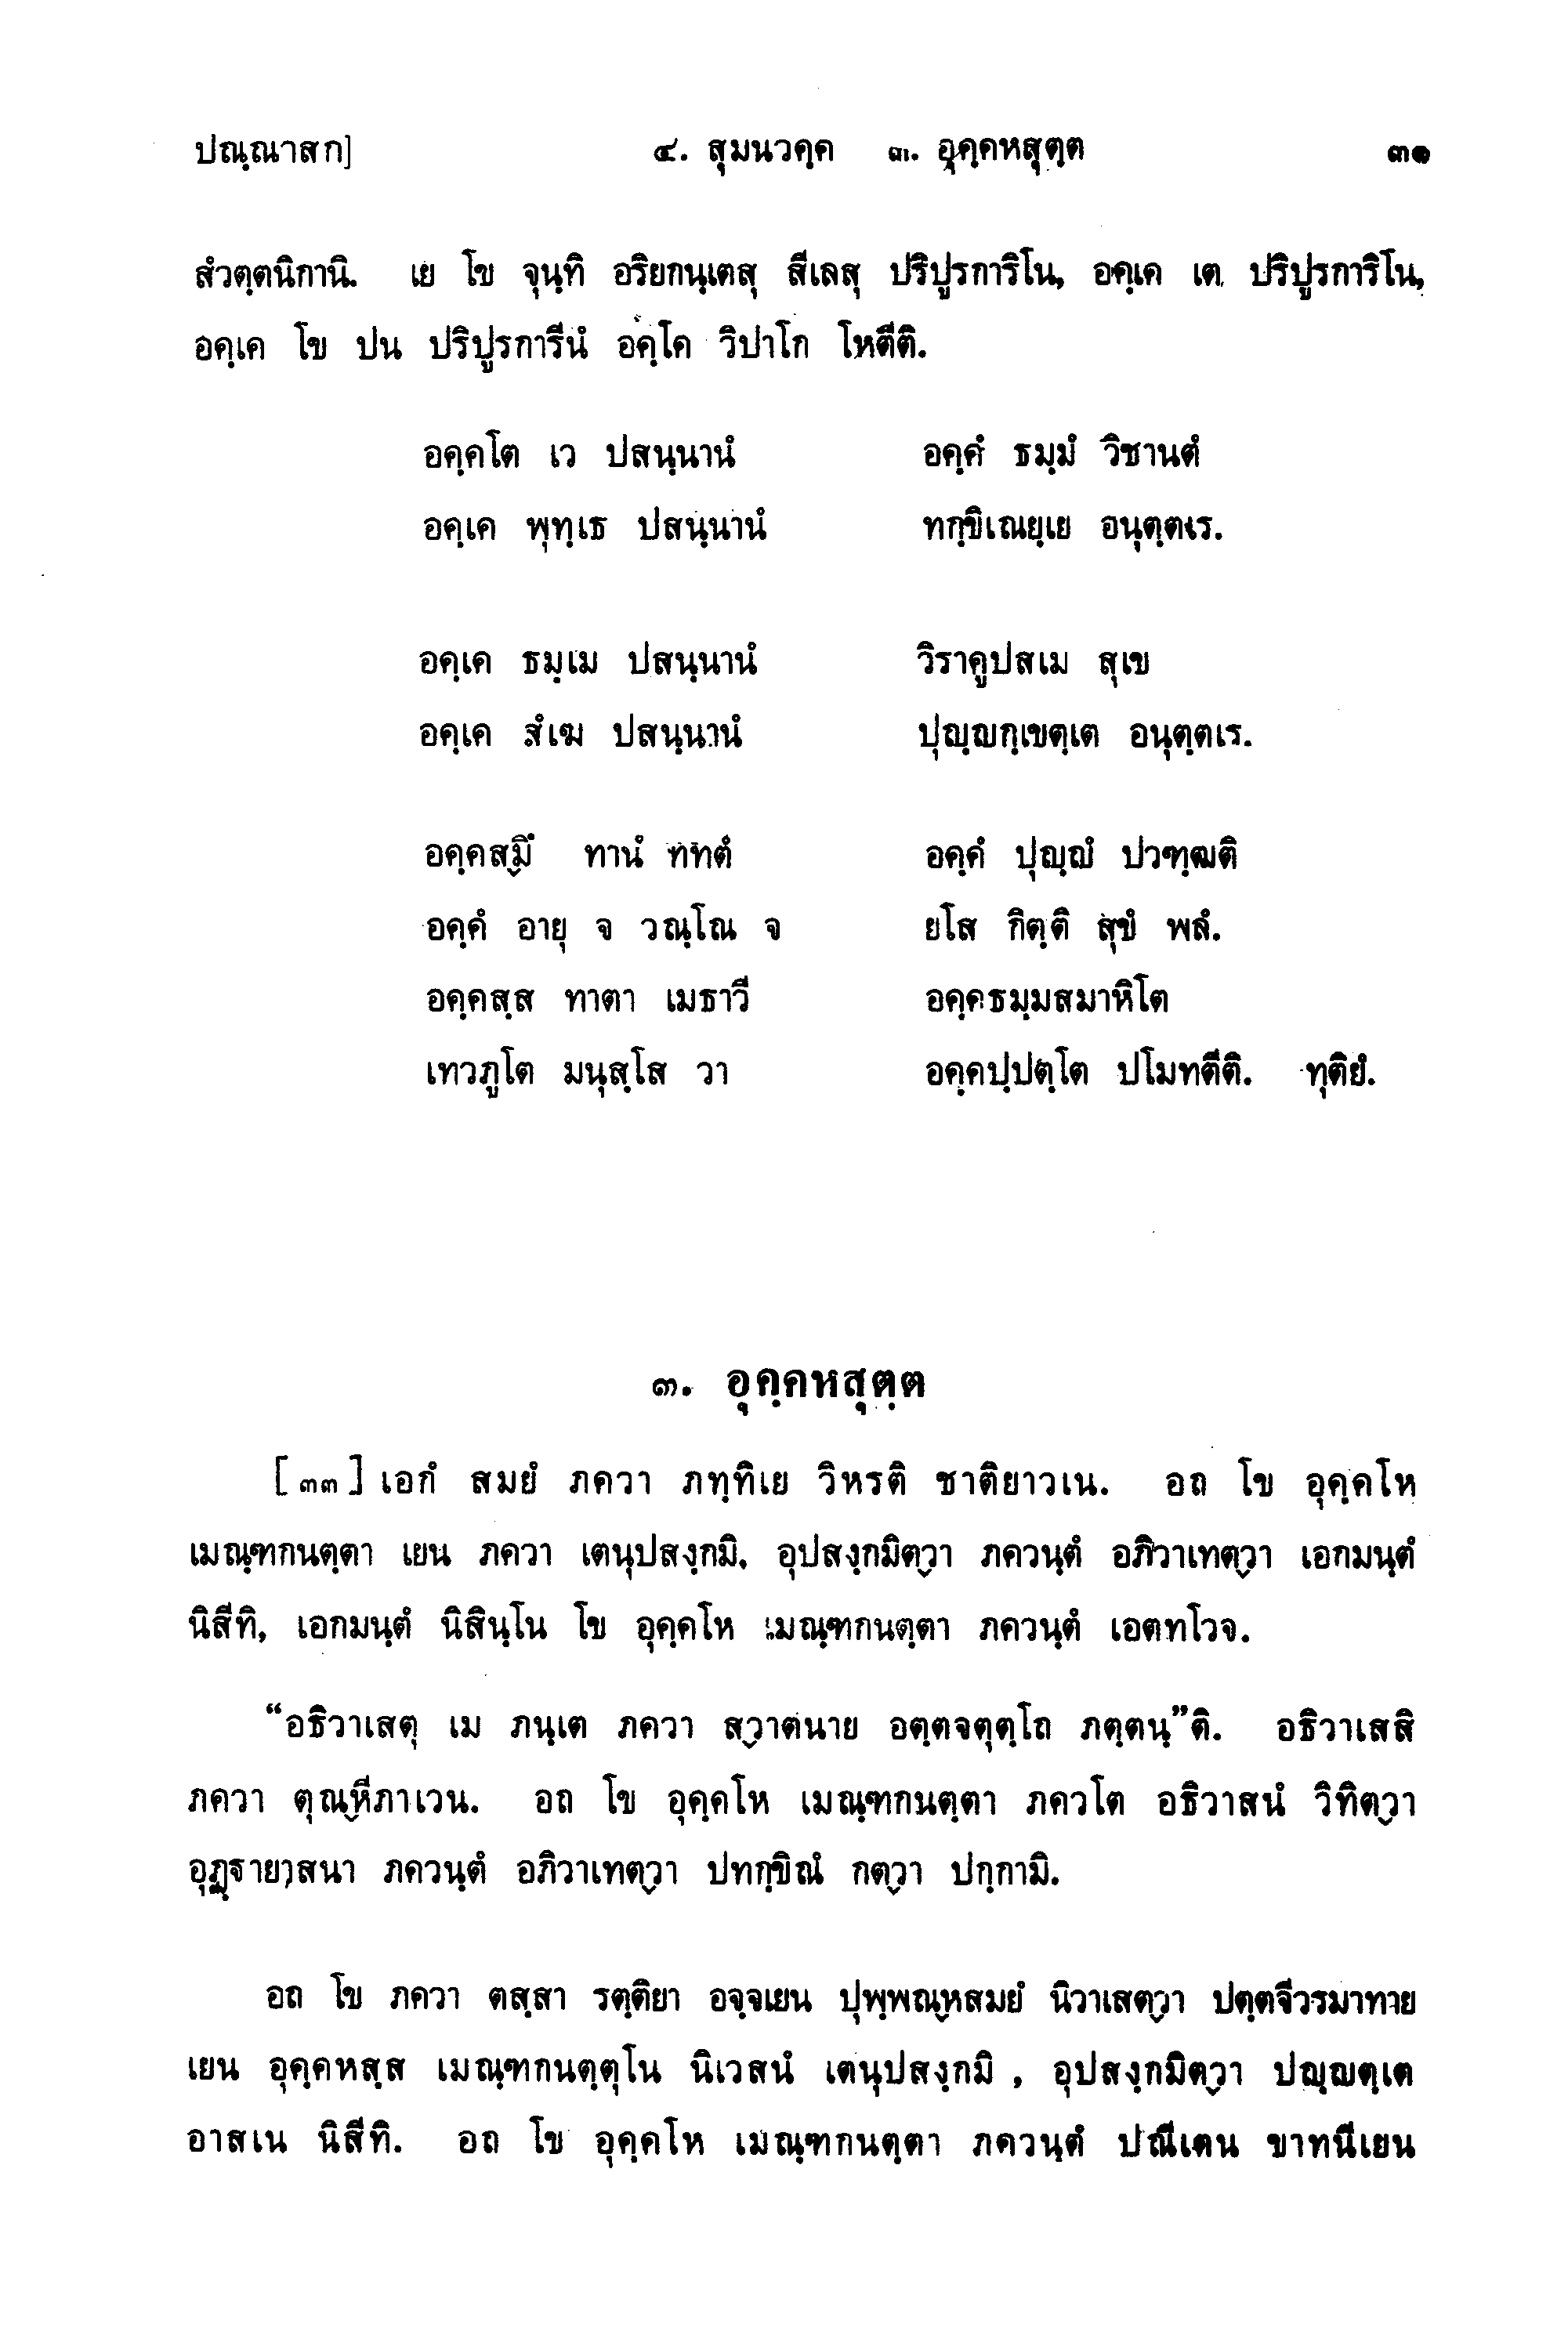 ปณฺณาสก] ๔. สุมนวคฺค ๓. อุคฺคหสุตฺต ๓๑
สํวตฺตนิกานิ. เย โข จุนฺทิ อริยกนฺเตสุ สีเลสุ ปริปูรการิโน, อคฺเค เต ปริปูรการิโน,
อคฺเค โข ปน ปริปูรการีนํ อคฺโค วิปาโก โหตีติ.
อคฺคโต เว ปสนฺนานํ อคฺคํ ธมฺมํ วิชานตํ
อคฺเค พุทฺเธ ปสนฺนานํ ทกฺขิเณยฺเย อนุตฺตเร.
อคฺเค ธมฺเม ปสนฺนานํ วิราคูปสเม สุเข
อคฺเค สํเฆ ปสนฺนานํ ปุญฺญกฺเขตฺเต อนุตฺตเร.
อคฺคสฺมึ ทานํ ททตํ อคฺคํ ปุญฺญํ ปวฑฺฒติ
อคฺคํ อายุ จ วณฺโณ จ ยโส กิตฺติ สุขํ พลํ.
อคฺคสฺส ทาตา เมธาวี อคฺคธมฺมสมาหิโต
เทวภูโต มนุสฺโส วา อคฺคปฺปตฺโต ปโมทตีติ. ทุติยํ.
๓. อุคฺคหสุตฺต
[๓๓] เอกํ สมยํ ภควา ภทฺทิเย วิหรติ ชาติยาวเน. อถ โข อุคฺคโห
เมณฺฑกนตฺตา เยน ภควา เตนุปสงฺกมิ, อุปสงฺกมิตฺวา ภควนฺตํ อภิวาเทตฺวา เอกมนฺตํ
นิสีทิ, เอกมนฺตํ นิสินฺโน โข อุคฺคโห เมณฺฑกนตฺตา ภควนฺตํ เอตทโวจ.
“อธิวาเสตุ เม ภนฺเต ภควา สฺวาตนาย อตฺตจตุตฺโถ ภตฺตนฺ”ติ. อธิวาเสสิ
ภควา ตุณฺหีภาเวน. อถ โข อุคฺคโห เมณฺฑกนตฺตา ภควโต อธิวาสนํ วิทิตฺวา
อุฏฺฐายาสนา ภควนฺตํ อภิวาเทตฺวา ปทกฺขิณํ กตฺวา ปกฺกามิ.
อถ โข ภควา ตสฺสา รตฺติยา อจฺจเยน ปุพฺพณฺหสมยํ นิวาเสตฺวา ปตฺตจีวรมาทาย
เยน อุคฺคหสฺส เมณฺฑกนตฺตุโน นิเวสนํ เตนุปสงฺกมิ , อุปสงฺกมิตฺวา ปญฺญตฺเต
อาสเน นิสีทิ. อถ โข อุคฺคโห เมณฺฑกนตฺตา ภควนฺตํ ปณีเตน ขาทนีเยน